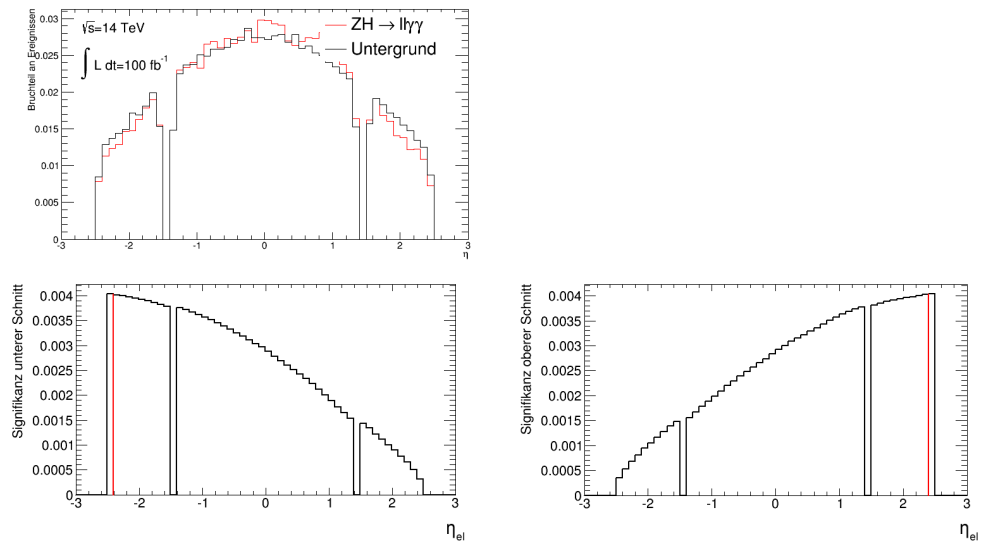 Bruchteil an Ereignissen
√s=14 TeV
∫ L dt=100 fb⁻¹
ZH → llγγ
Untergrund
0.03
0.025
0.02
0.015
0.01
0.005
0
-3 -2 -1 0 1 2 3
η
Signifikanz unterer Schnitt
0.004
0.0035
0.003
0.0025
0.002
0.0015
0.001
0.0005
0
-3 -2 -1 0 1 2 3
η el
Signifikanz oberer Schnitt
0.004
0.0035
0.003
0.0025
0.002
0.0015
0.001
0.0005
0
-3 -2 -1 0 1 2 3
η el